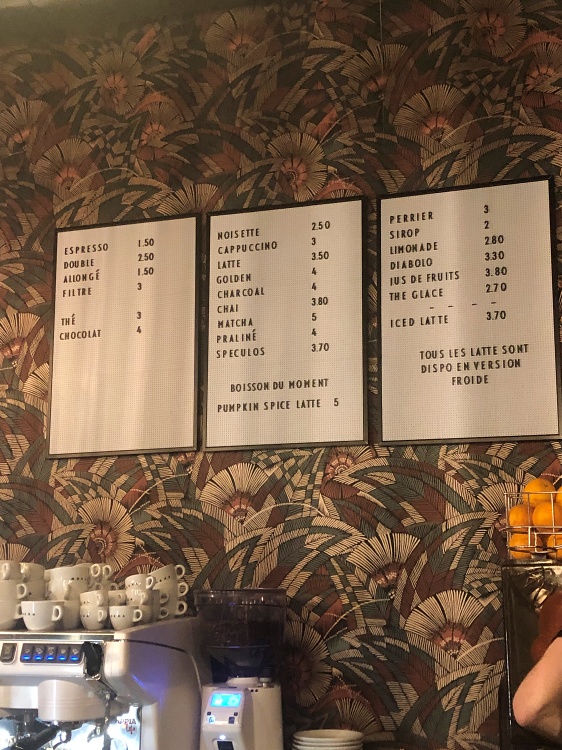 ESPRESSO 1.50
DOUBLE 2.50
ALLONGÉ 1.50
FILTRE 3
THÉ 3
CHOCOLAT 4
NOISETTE 2.50
CAPPUCCINO 3
LATTE 3.50
GOLDEN 4
CHARCOAL 4
CHAI 3.80
MATCHA 5
PRALINÉ 4
SPECULOS 3.70
BOISSON DU MOMENT
PUMPKIN SPICE LATTE 5
PERRIER 3
SIROP 2
LIMONADE 2.80
DIABOLO 3.30
JUS DE FRUITS 3.80
THE GLACE 2.70
- - - -
ICED LATTE 3.70
TOUS LES LATTE SONT
DISPO EN VERSION
FROIDE